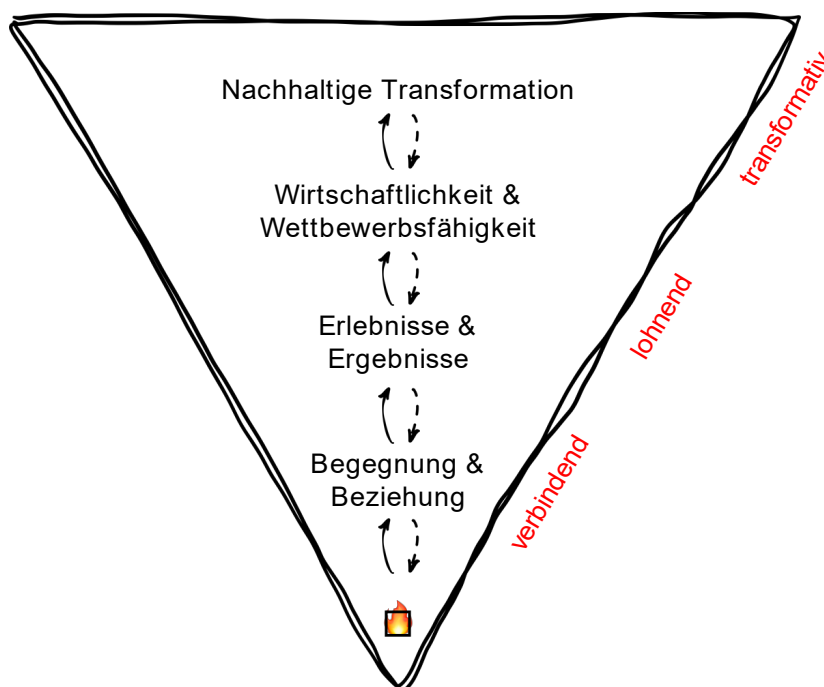 Nachhaltige Transformation
Wirtschaftlichkeit &
Wettbewerbsfähigkeit
Erlebnisse &
Ergebnisse
Begegnung &
Beziehung
transformativ
lohnend
verbindend